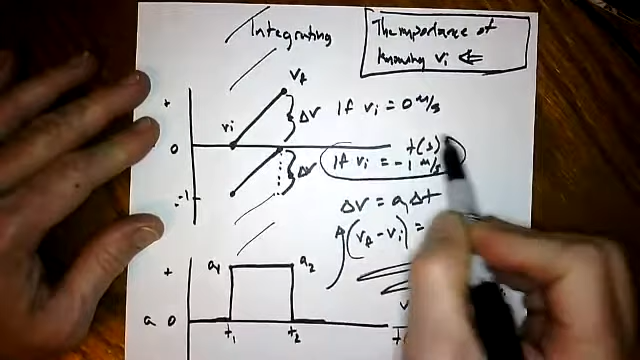 Integrating
The importance of
knowing vi ⇐
+
vf
Δv
If vi = 0 m/s
vi
0
t(s)
Δv
If vi = -1 m/s
-1
Δv = a, Δt
(vf - vi) =
+
a1
a2
a
0
t1
t2
v